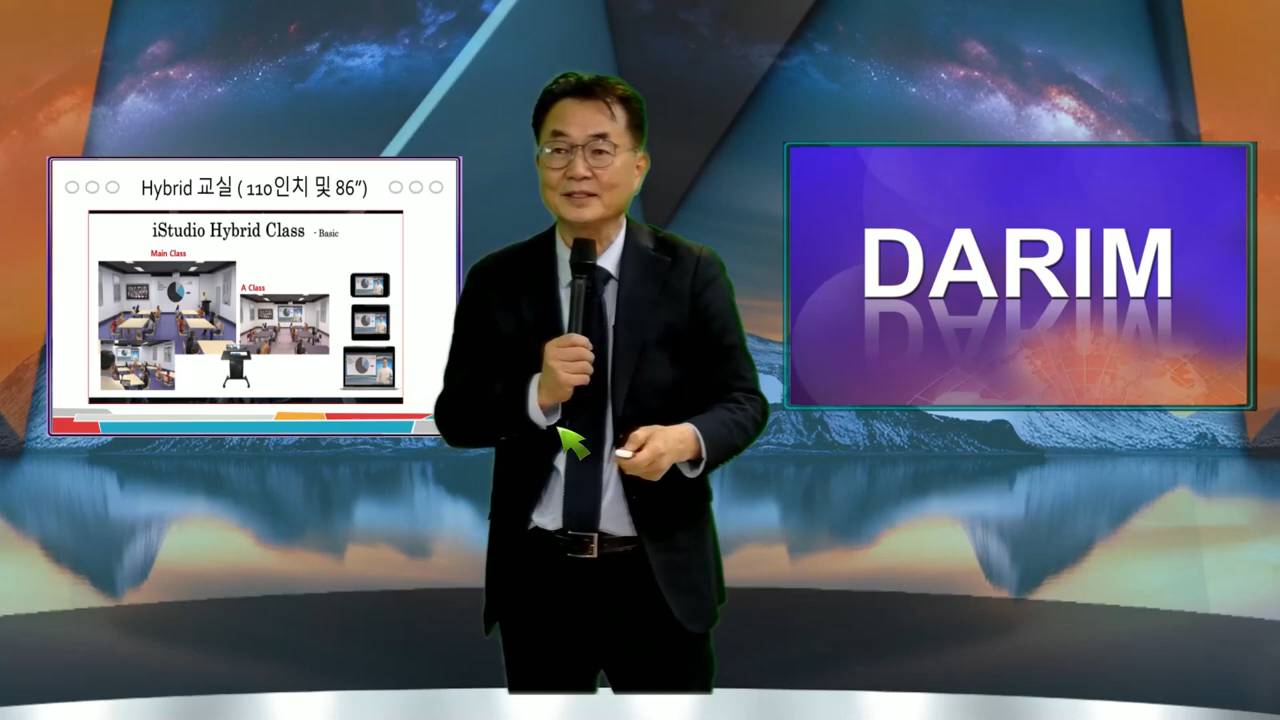 Hybrid 교실 ( 110인치 및 86”)
iStudio Hybrid Class - Basic
Main Class
A Class
DARIM